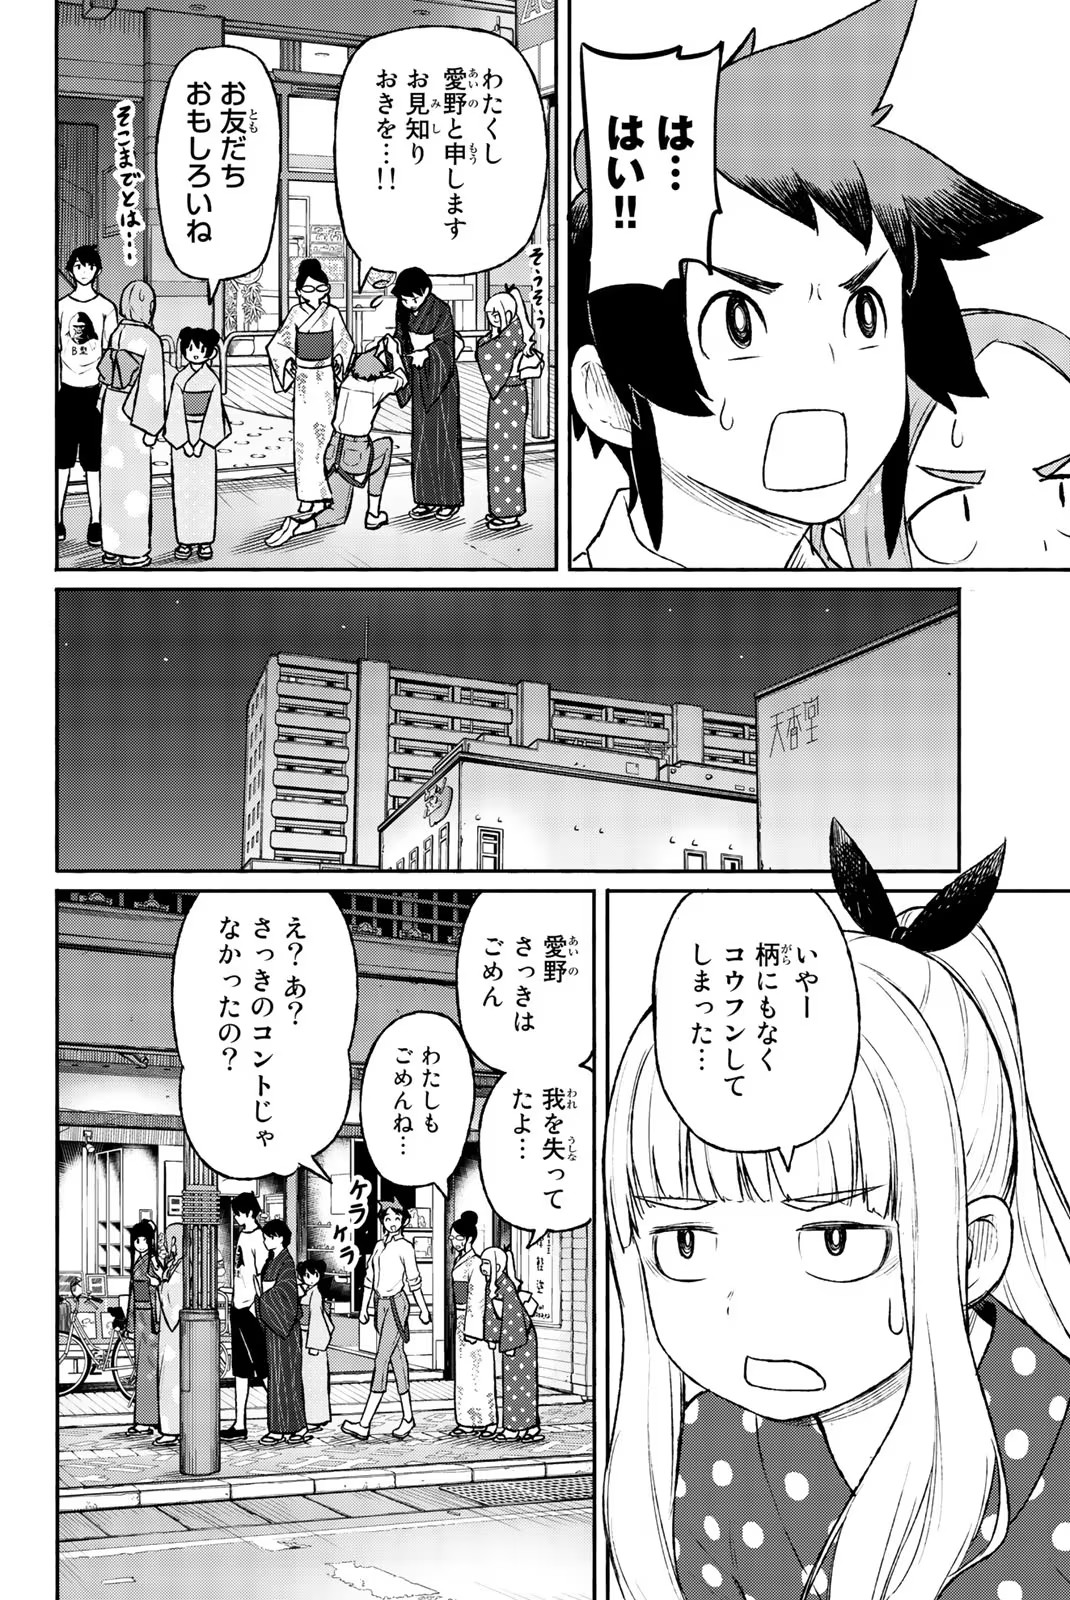 は…
はい!!
わたくし
愛野と申します
お見知り
おきを…!!
そうそう
お友だち
おもしろいね
そこまでとは…
B型
天香堂
いやー
柄にもなく
コウフンして
しまった…
愛野
さっきは
ごめん
我を失って
たよ…
わたしも
ごめんね…
え?あ?
さっきのコントじゃ
なかったの?
ケラ
ケラ